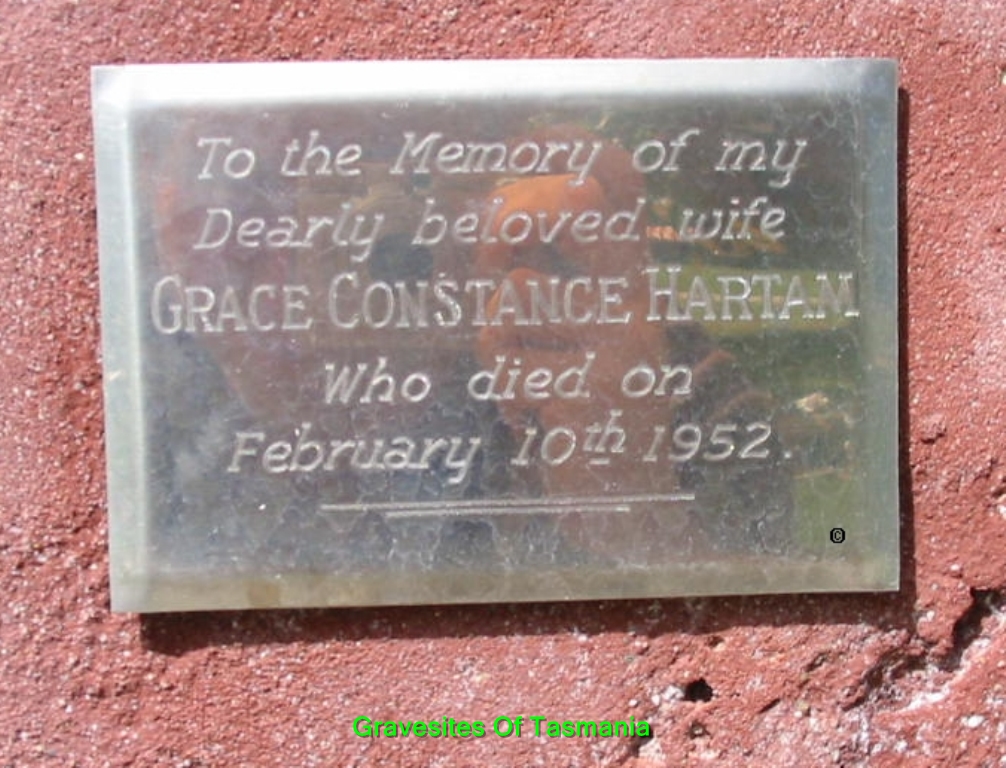 To the Memory of my
Dearly beloved wife
GRACE CONSTANCE HARTAM
Who died on
February 10th 1952.
©
Gravesites Of Tasmania